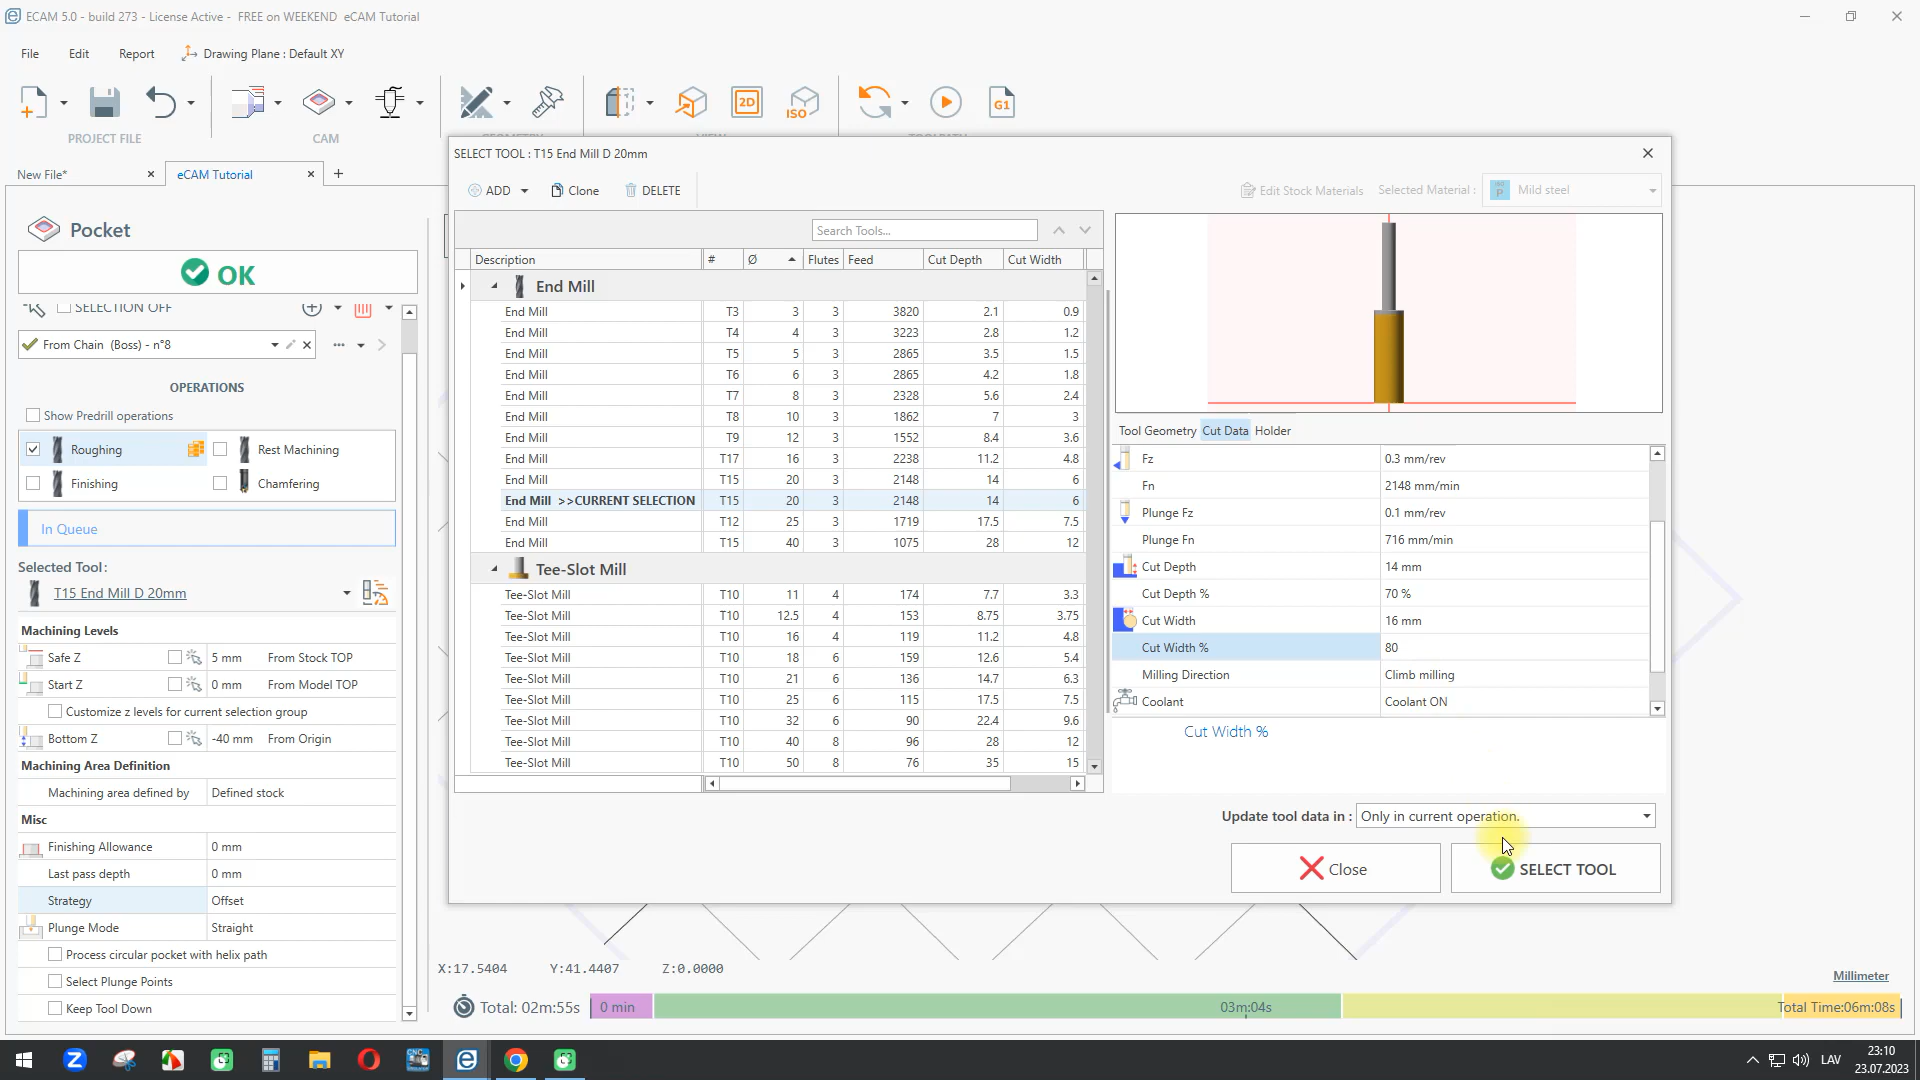 ECAM 5.0 - build 273 - License Active - FREE on WEEKEND eCAM Tutorial
File Edit Report Drawing Plane : Default XY
2D ISO G1
PROJECT FILE CAM
New File* eCAM Tutorial
Pocket
OK
SELECTION OFF
From Chain (Boss) - n°8
OPERATIONS
Show Predrill operations
Roughing Rest Machining
Finishing Chamfering
In Queue
Selected Tool:
T15 End Mill D 20mm
Machining Levels
Safe Z 5 mm From Stock TOP
Start Z 0 mm From Model TOP
Customize z levels for current selection group
Bottom Z -40 mm From Origin
Machining Area Definition
Machining area defined by Defined stock
Misc
Finishing Allowance 0 mm
Last pass depth 0 mm
Strategy Offset
Plunge Mode Straight
Process circular pocket with helix path
Select Plunge Points
Keep Tool Down
SELECT TOOL : T15 End Mill D 20mm
ADD Clone DELETE
Edit Stock Materials Selected Material : P Mild steel
Search Tools...
Description # Ø Flutes Feed Cut Depth Cut Width
End Mill
End Mill T3 3 3 3820 2.1 0.9
End Mill T4 4 3 3223 2.8 1.2
End Mill T5 5 3 2865 3.5 1.5
End Mill T6 6 3 2865 4.2 1.8
End Mill T7 8 3 2328 5.6 2.4
End Mill T8 10 3 1862 7 3
End Mill T9 12 3 1552 8.4 3.6
End Mill T17 16 3 2238 11.2 4.8
End Mill T15 20 3 2148 14 6
End Mill >>CURRENT SELECTION T15 20 3 2148 14 6
End Mill T12 25 3 1719 17.5 7.5
End Mill T15 40 3 1075 28 12
Tee-Slot Mill
Tee-Slot Mill T10 11 4 174 7.7 3.3
Tee-Slot Mill T10 12.5 4 153 8.75 3.75
Tee-Slot Mill T10 16 4 119 11.2 4.8
Tee-Slot Mill T10 18 6 159 12.6 5.4
Tee-Slot Mill T10 21 6 136 14.7 6.3
Tee-Slot Mill T10 25 6 115 17.5 7.5
Tee-Slot Mill T10 32 6 90 22.4 9.6
Tee-Slot Mill T10 40 8 96 28 12
Tee-Slot Mill T10 50 8 76 35 15
Tool Geometry Cut Data Holder
Fz 0.3 mm/rev
Fn 2148 mm/min
Plunge Fz 0.1 mm/rev
Plunge Fn 716 mm/min
Cut Depth 14 mm
Cut Depth % 70 %
Cut Width 16 mm
Cut Width % 80
Milling Direction Climb milling
Coolant Coolant ON
Cut Width %
Update tool data in : Only in current operation.
Close SELECT TOOL
X:17.5404 Y:41.4407 Z:0.0000
Millimeter
Total: 02m:55s 0 min 03m:04s Total Time:06m:08s
LAV 23:10
23.07.2023